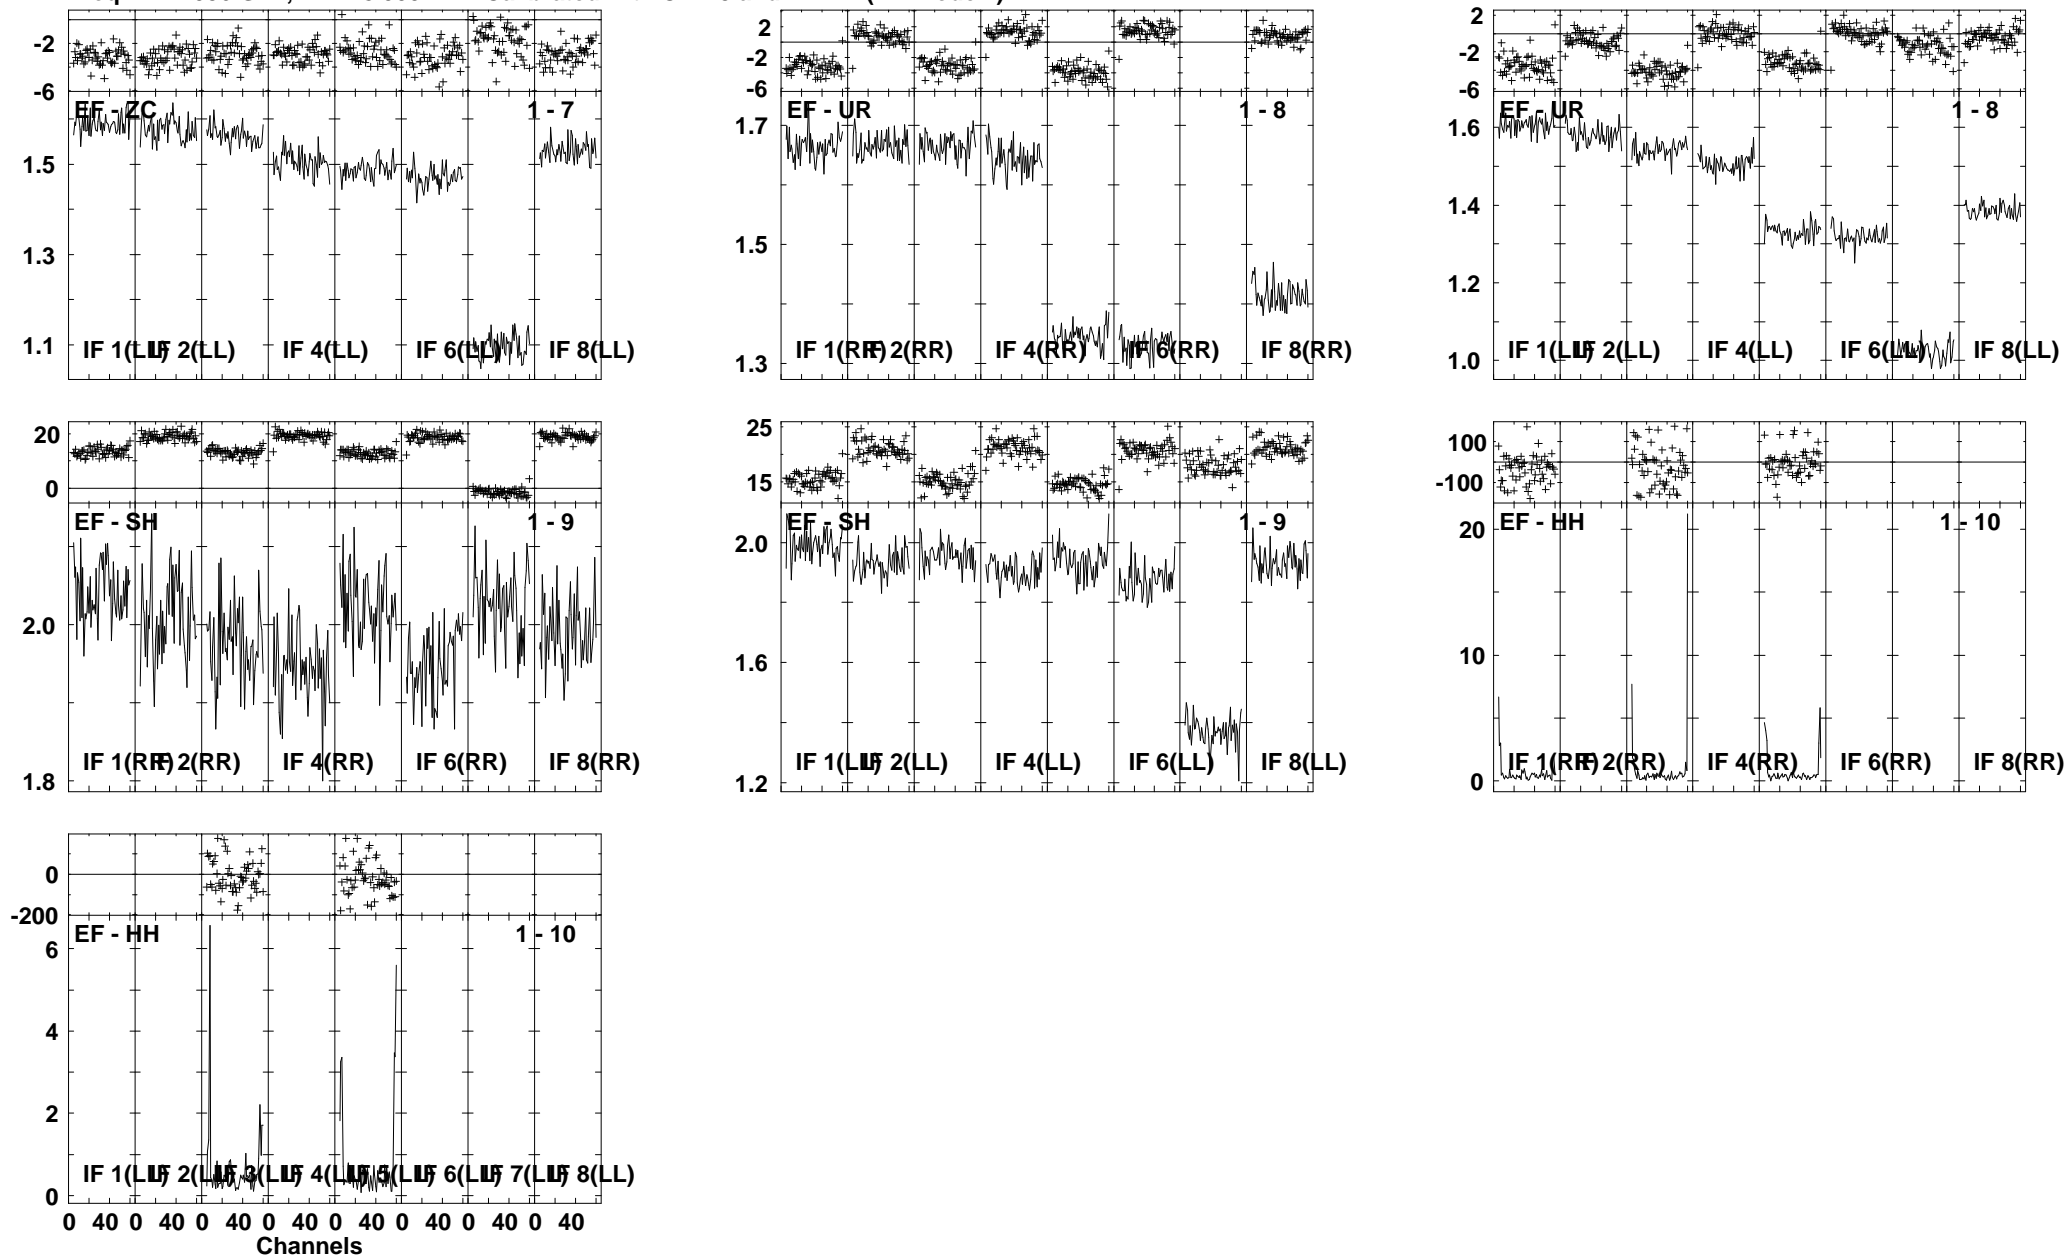 -2
-6
EF - ZC 1 - 7
1.5
1.3
1.1
IF 1(LL) IF 2(LL) IF 4(LL) IF 6(LL) IF 8(LL)
2
-2
-6
EF - UR 1 - 8
1.7
1.5
1.3
IF 1(RR) IF 2(RR) IF 4(RR) IF 6(RR) IF 8(RR)
2
-2
-6
EF - UR 1 - 8
1.6
1.4
1.2
1.0
IF 1(LL) IF 2(LL) IF 4(LL) IF 6(LL) IF 8(LL)
20
0
EF - SH 1 - 9
2.0
1.8
IF 1(RR) IF 2(RR) IF 4(RR) IF 6(RR) IF 8(RR)
25
15
EF - SH 1 - 9
2.0
1.6
1.2
IF 1(LL) IF 2(LL) IF 4(LL) IF 6(LL) IF 8(LL)
100
-100
EF - HH 1 - 10
20
10
0
IF 1(RR) IF 2(RR) IF 4(RR) IF 6(RR) IF 8(RR)
0
-200
EF - HH 1 - 10
6
4
2
0
IF 1(LL) IF 2(LL) IF 3(LL) IF 4(LL) IF 5(LL) IF 6(LL) IF 7(LL) IF 8(LL)
0 40 0 40 0 40 0 40 0 40 0 40 0 40 0 40
Channels